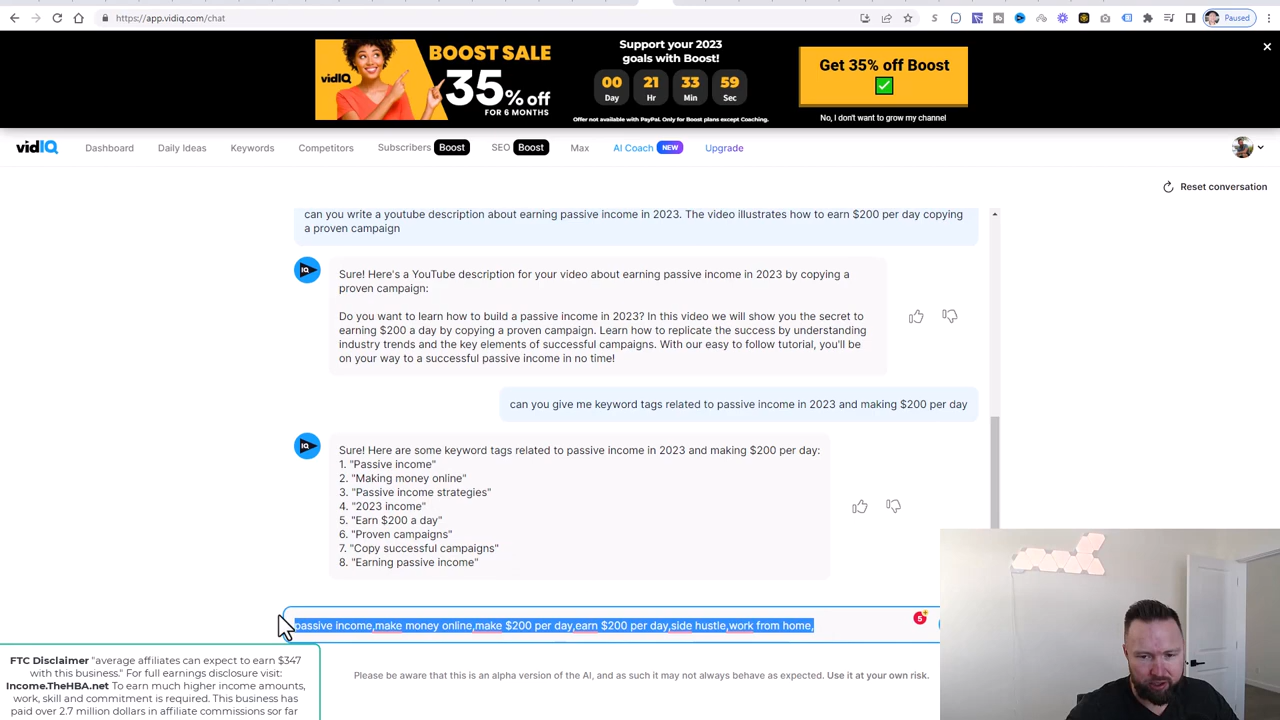 https://app.vidiq.com/chat
Paused
vidIQ
BOOST SALE
35% off
FOR 6 MONTHS
Support your 2023
goals with Boost!
00 21 33 59
Day Hr Min Sec
Offer not available with PayPal. Only for Boost plans except Coaching.
Get 35% off Boost
No, I don't want to grow my channel
vidIQ Dashboard Daily Ideas Keywords Competitors Subscribers Boost SEO Boost Max AI Coach NEW Upgrade
Reset conversation
can you write a youtube description about earning passive income in 2023. The video illustrates how to earn $200 per day copying
a proven campaign
IQ
Sure! Here's a YouTube description for your video about earning passive income in 2023 by copying a
proven campaign:
Do you want to learn how to build a passive income in 2023? In this video we will show you the secret to
earning $200 a day by copying a proven campaign. Learn how to replicate the success by understanding
industry trends and the key elements of successful campaigns. With our easy to follow tutorial, you'll be
on your way to a successful passive income in no time!
can you give me keyword tags related to passive income in 2023 and making $200 per day
IQ
Sure! Here are some keyword tags related to passive income in 2023 and making $200 per day:
1. "Passive income"
2. "Making money online"
3. "Passive income strategies"
4. "2023 income"
5. "Earn $200 a day"
6. "Proven campaigns"
7. "Copy successful campaigns"
8. "Earning passive income"
passive income,make money online,make $200 per day,earn $200 per day,side hustle,work from home,
5
Please be aware that this is an alpha version of the AI, and as such it may not always behave as expected. Use it at your own risk.
FTC Disclaimer "average affiliates can expect to earn $347
with this business." For full earnings disclosure visit:
Income.TheHBA.net To earn much higher income amounts,
work, skill and commitment is required. This business has
paid over 2.7 million dollars in affiliate commissions sor far